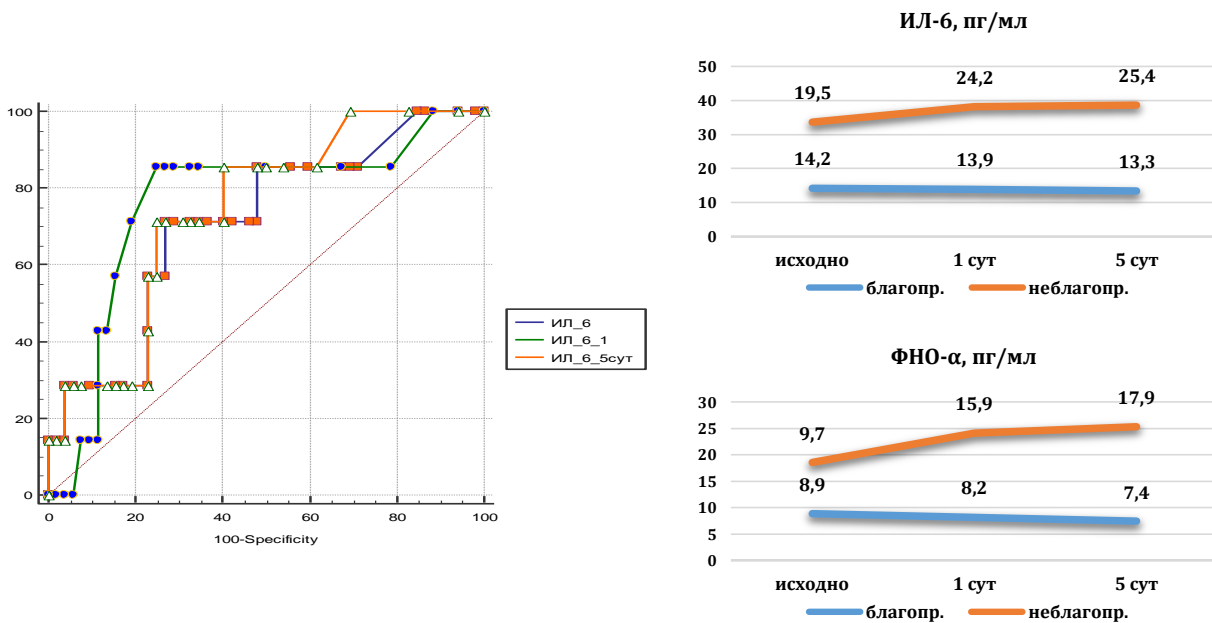 100
80
60
40
20
0
0 20 40 60 80 100
100-Specificity
ИЛ_6
ИЛ_6_1
ИЛ_6_5сут
ИЛ-6, пг/мл
50
40
30
20
10
0
19,5 24,2 25,4
14,2 13,9 13,3
исходно 1 сут 5 сут
благопр. неблагопр.
ФНО-α, пг/мл
30
25
20
15
10
5
0
9,7 15,9 17,9
8,9 8,2 7,4
исходно 1 сут 5 сут
благопр. неблагопр.